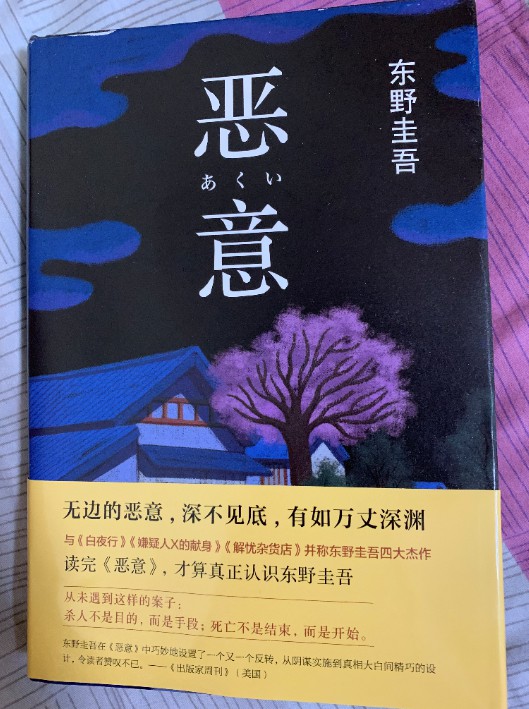 东野圭吾
恶
あくい
意
无边的恶意，深不见底，有如万丈深渊
与《白夜行》《嫌疑人X的献身》《解忧杂货店》并称东野圭吾四大杰作
读完《恶意》，才算真正认识东野圭吾
从未遇到这样的案子：
杀人不是目的，而是手段；死亡不是结束，而是开始。
东野圭吾在《恶意》中巧妙地设置了一个又一个反转，从阴谋实施到真相大白间精巧的设
计，令读者赞叹不已。——《出版家周刊》（美国）